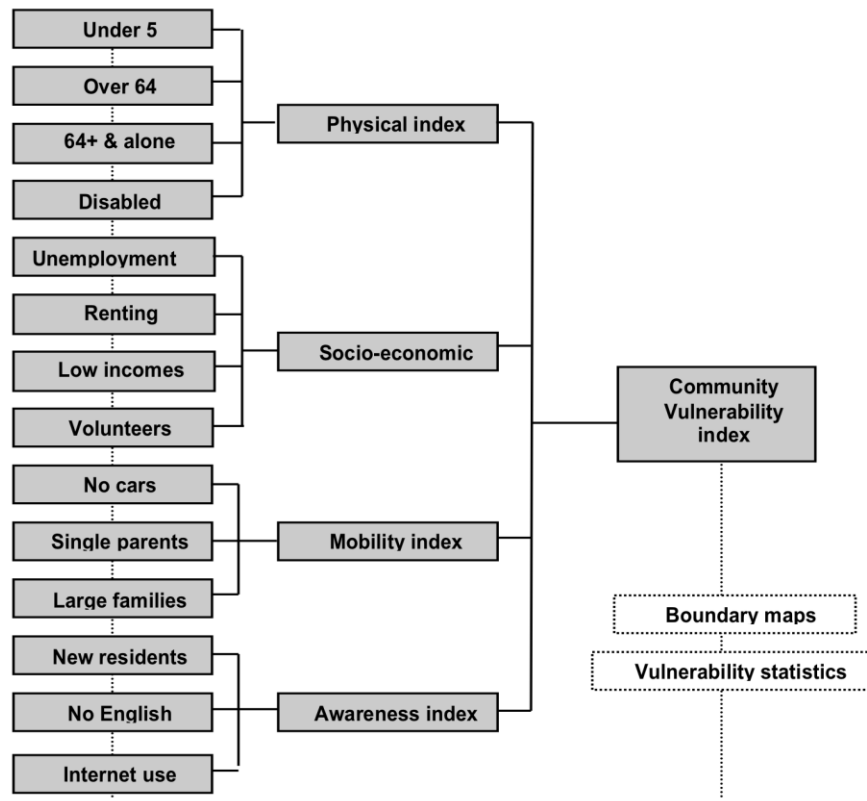 Under 5
Over 64
64+ & alone
Disabled
Unemployment
Renting
Low incomes
Volunteers
No cars
Single parents
Large families
New residents
No English
Internet use
Physical index
Socio-economic
Mobility index
Awareness index
Community
Vulnerability
index
Boundary maps
Vulnerability statistics